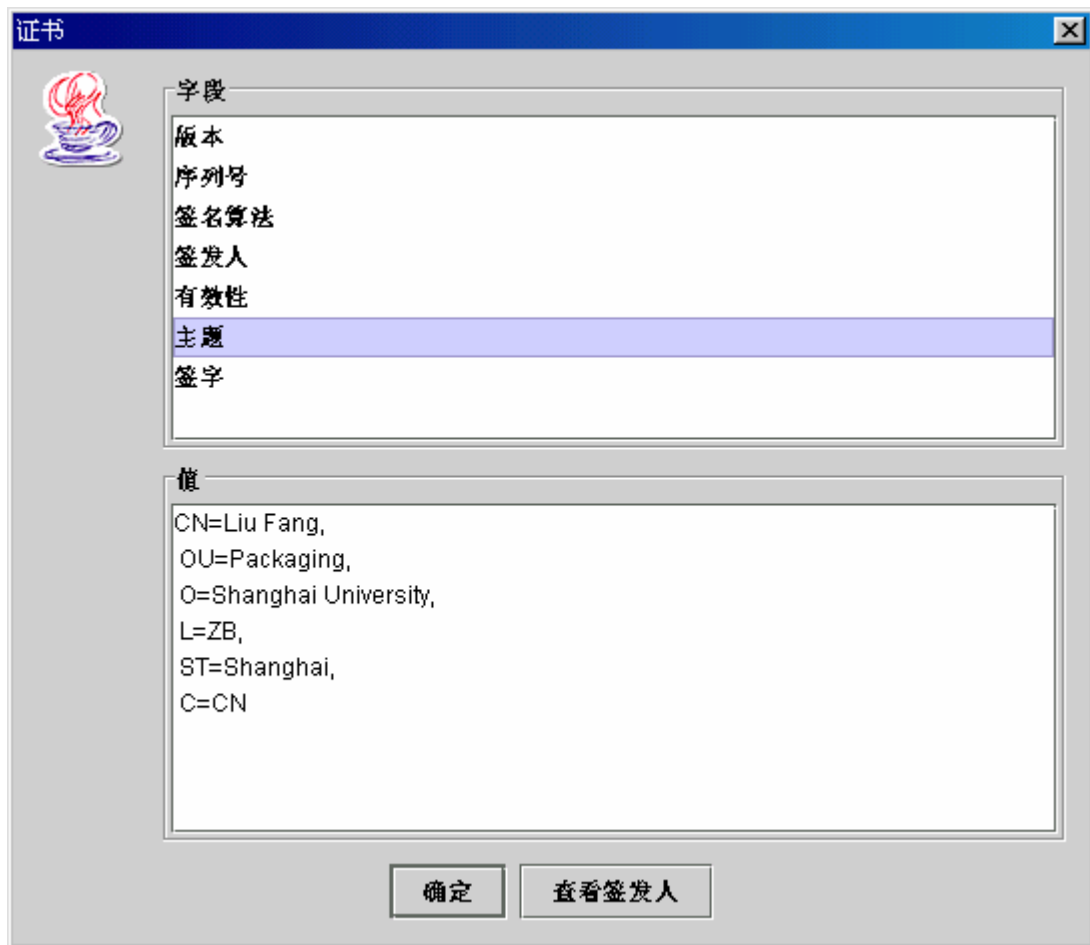 证书
字段
版本
序列号
签名算法
签发人
有效性
主题
签字
值
CN=Liu Fang,
OU=Packaging,
O=Shanghai University,
L=ZB,
ST=Shanghai,
C=CN
确定
查看签发人